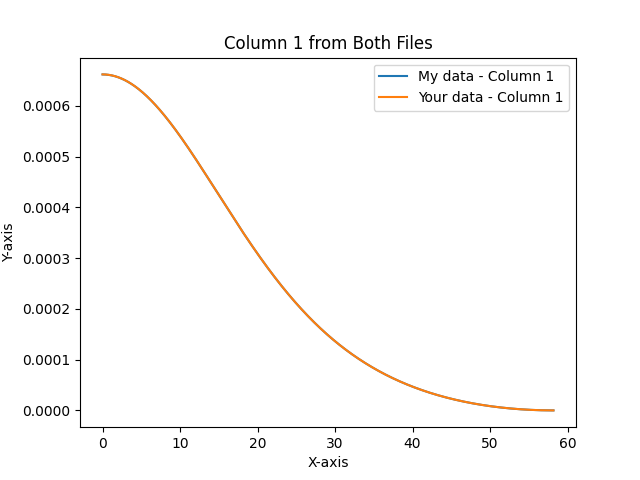 Column 1 from Both Files
My data - Column 1
Your data - Column 1
0.0006
0.0005
0.0004
0.0003
0.0002
0.0001
0.0000
Y-axis
0 10 20 30 40 50 60
X-axis